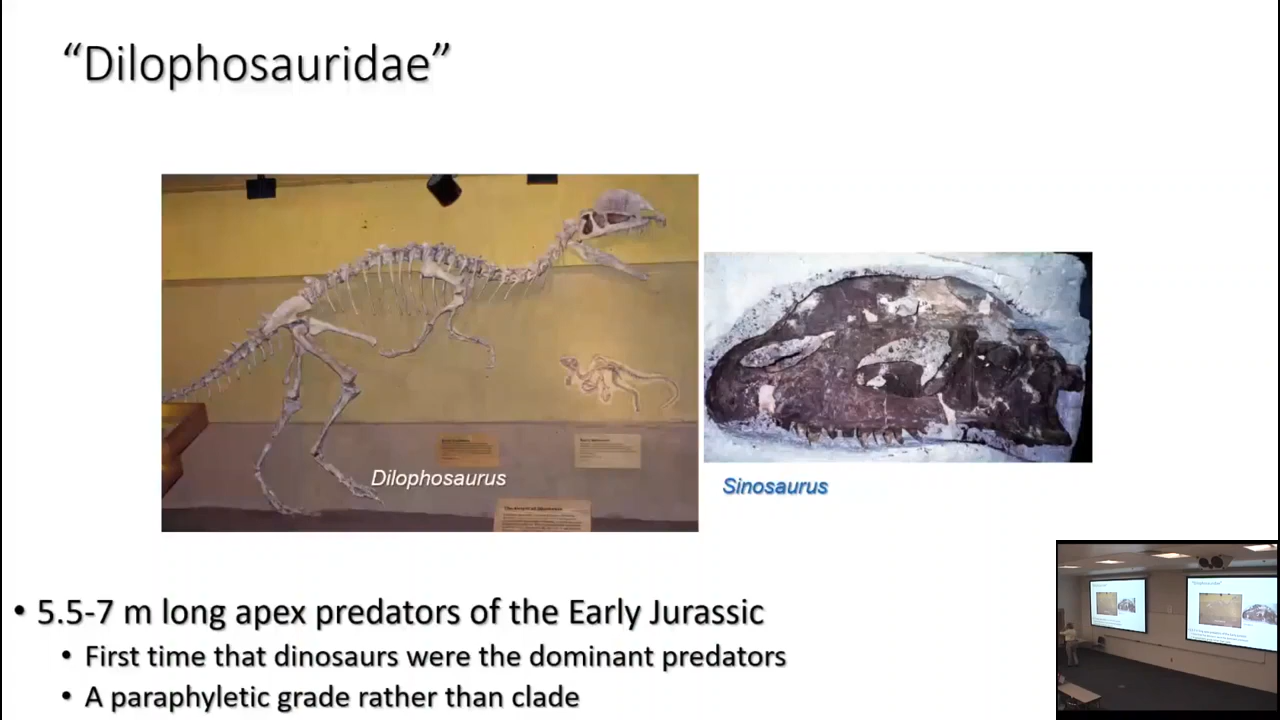 “Dilophosauridae”
Dilophosaurus
Sinosaurus
• 5.5-7 m long apex predators of the Early Jurassic
• First time that dinosaurs were the dominant predators
• A paraphyletic grade rather than clade